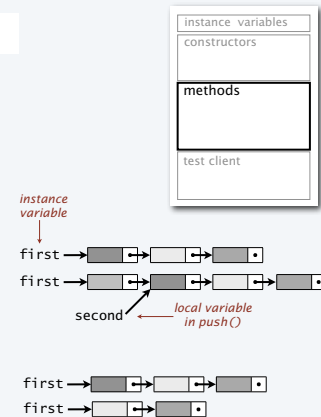 instance variables
constructors
methods
test client
instance
variable
first
first
second
local variable
in push()
first
first